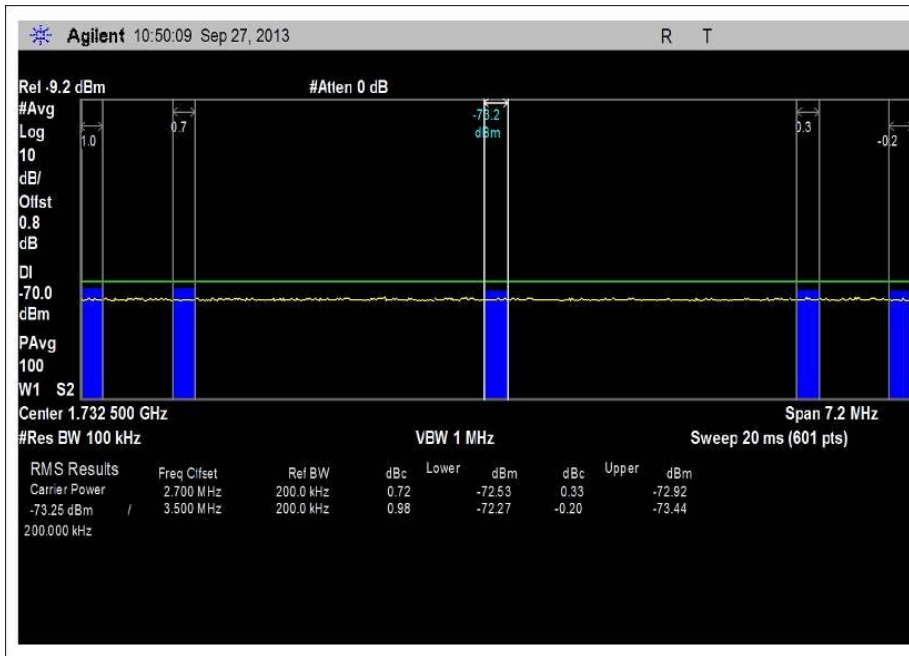 Agilent 10:50:09 Sep 27, 2013 R T
Ref -9.2 dBm #Atten 0 dB
#Avg
Log
10
dB/
Offst
0.8
dB
DI
-70.0
dBm
PAvg
100
W1 S2
1.0
0.7
-73.2
dBm
0.3
-0.2
Center 1.732 500 GHz Span 7.2 MHz
#Res BW 100 kHz VBW 1 MHz Sweep 20 ms (601 pts)
RMS Results Freq Offset Ref BW dBc Lower dBm dBc Upper dBm
Carrier Power 2.700 MHz 200.0 kHz 0.72 -72.53 0.33 -72.92
-73.25 dBm / 3.500 MHz 200.0 kHz 0.98 -72.27 -0.20 -73.44
200.000 kHz